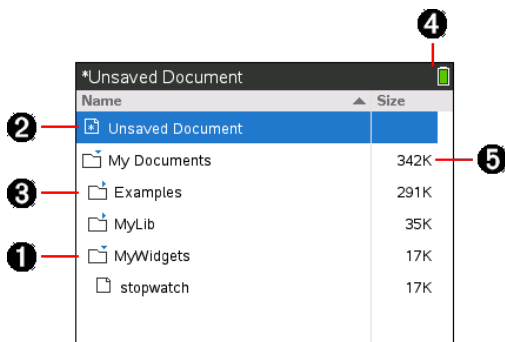 4
*Unsaved Document
Name Size
2 Unsaved Document
My Documents 342K 5
3 Examples 291K
MyLib 35K
1 MyWidgets 17K
stopwatch 17K